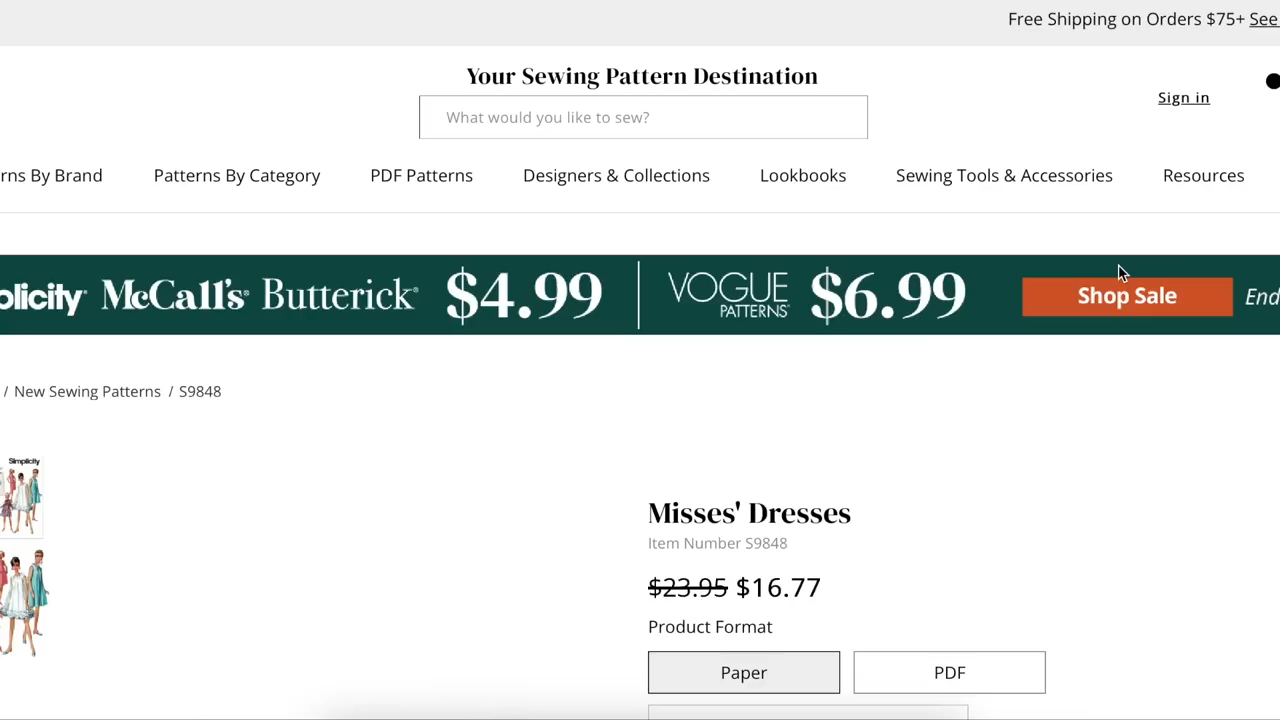 Free Shipping on Orders $75+ See
Your Sewing Pattern Destination
What would you like to sew?
Sign in
rns By Brand
Patterns By Category
PDF Patterns
Designers & Collections
Lookbooks
Sewing Tools & Accessories
Resources
plicity McCall's Butterick $4.99
VOGUE PATTERNS $6.99
Shop Sale
End
/ New Sewing Patterns / S9848
Simplicity
Misses' Dresses
Item Number S9848
$23.95 $16.77
Product Format
Paper
PDF